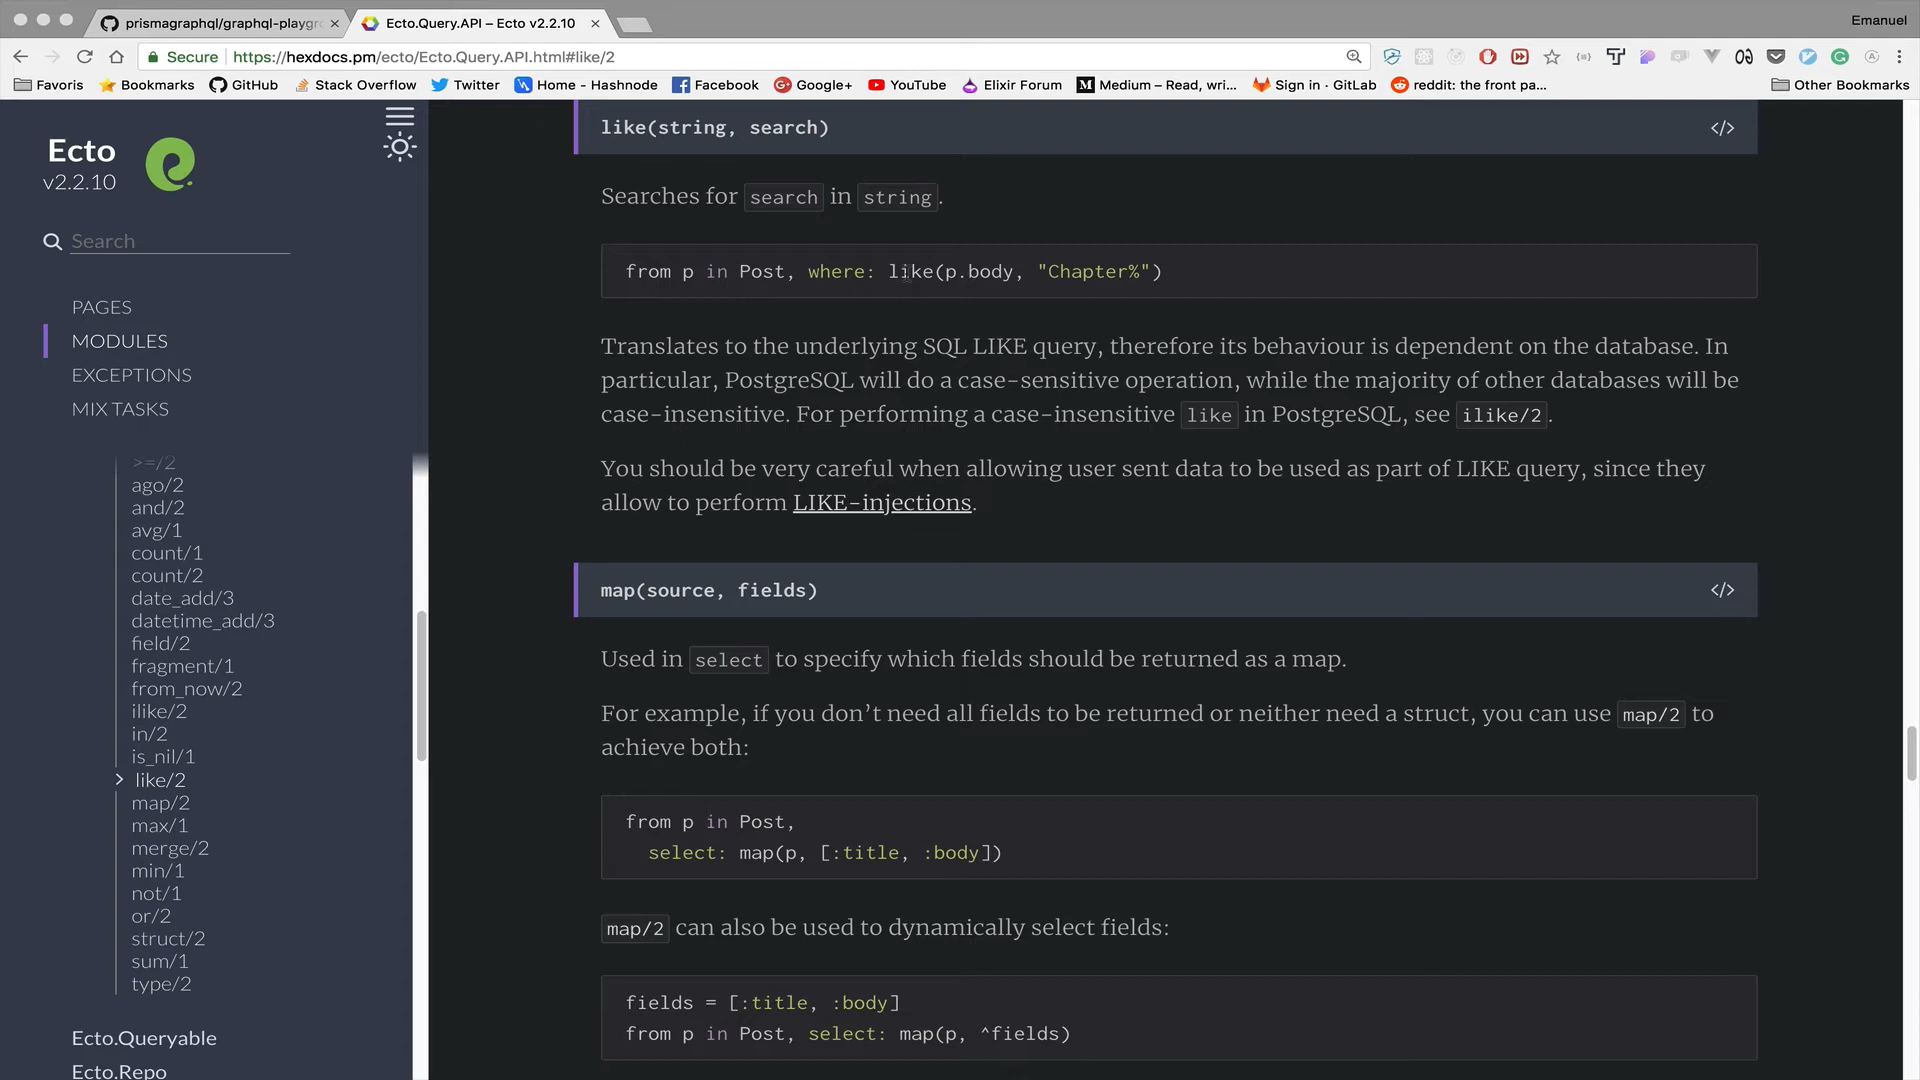 prismagraphql/graphql-playgro
Ecto.Query.API – Ecto v2.2.10
Emanuel
Secure https://hexdocs.pm/ecto/Ecto.Query.API.html#like/2
Favoris
Bookmarks
GitHub
Stack Overflow
Twitter
Home - Hashnode
Facebook
Google+
YouTube
Elixir Forum
Medium – Read, wri...
Sign in · GitLab
reddit: the front pa...
Other Bookmarks
Ecto
v2.2.10
Search
PAGES
MODULES
EXCEPTIONS
MIX TASKS
>=/2
ago/2
and/2
avg/1
count/1
count/2
date_add/3
datetime_add/3
field/2
fragment/1
from_now/2
ilike/2
in/2
is_nil/1
like/2
map/2
max/1
merge/2
min/1
not/1
or/2
struct/2
sum/1
type/2
Ecto.Queryable
Ecto.Repo
like(string, search) </>
Searches for search in string.
from p in Post, where: like(p.body, "Chapter%")
Translates to the underlying SQL LIKE query, therefore its behaviour is dependent on the database. In
particular, PostgreSQL will do a case-sensitive operation, while the majority of other databases will be
case-insensitive. For performing a case-insensitive like in PostgreSQL, see ilike/2.
You should be very careful when allowing user sent data to be used as part of LIKE query, since they
allow to perform LIKE-injections.
map(source, fields) </>
Used in select to specify which fields should be returned as a map.
For example, if you don’t need all fields to be returned or neither need a struct, you can use map/2 to
achieve both:
from p in Post,
select: map(p, [:title, :body])
map/2 can also be used to dynamically select fields:
fields = [:title, :body]
from p in Post, select: map(p, ^fields)